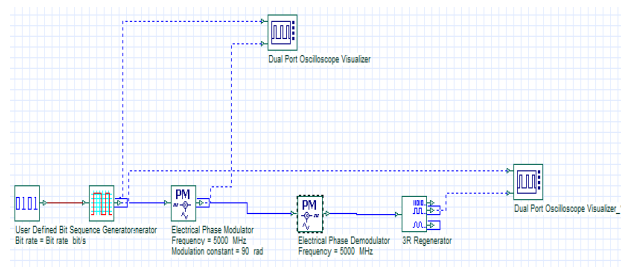 Dual Port Oscilloscope Visualizer
0101
PM
PM
Dual Port Oscilloscope Visualizer_
User Defined Bit Sequence Generator
Bit rate = Bit rate bit/s
Electrical Phase Modulator
Frequency = 5000 MHz
Modulation constant = 90 rad
Electrical Phase Demodulator
Frequency = 5000 MHz
3R Regenerator